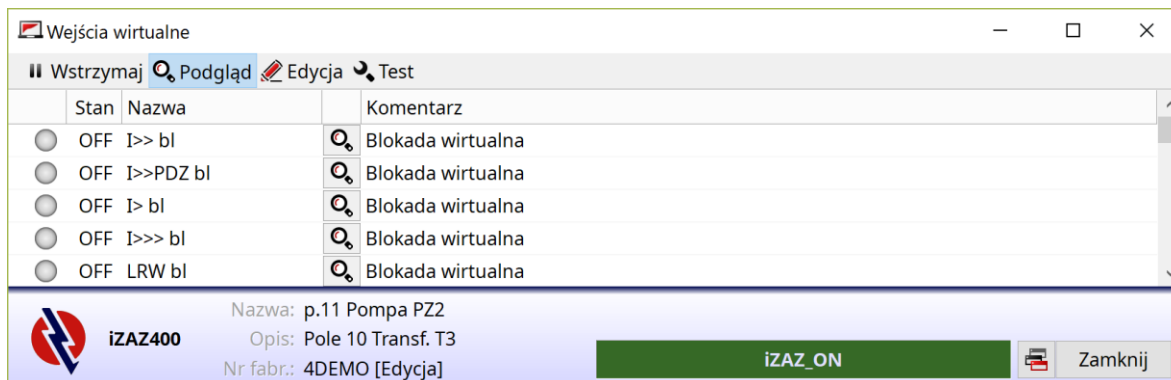 Wejścia wirtualne
Wstrzymaj Podgląd Edycja Test
Stan Nazwa Komentarz
OFF I>> bl Blokada wirtualna
OFF I>>PDZ bl Blokada wirtualna
OFF I> bl Blokada wirtualna
OFF I>>> bl Blokada wirtualna
OFF LRW bl Blokada wirtualna
Nazwa: p.11 Pompa PZ2
iZAZ400 Opis: Pole 10 Transf. T3
Nr fabr.: 4DEMO [Edycja] iZAZ_ON Zamknij